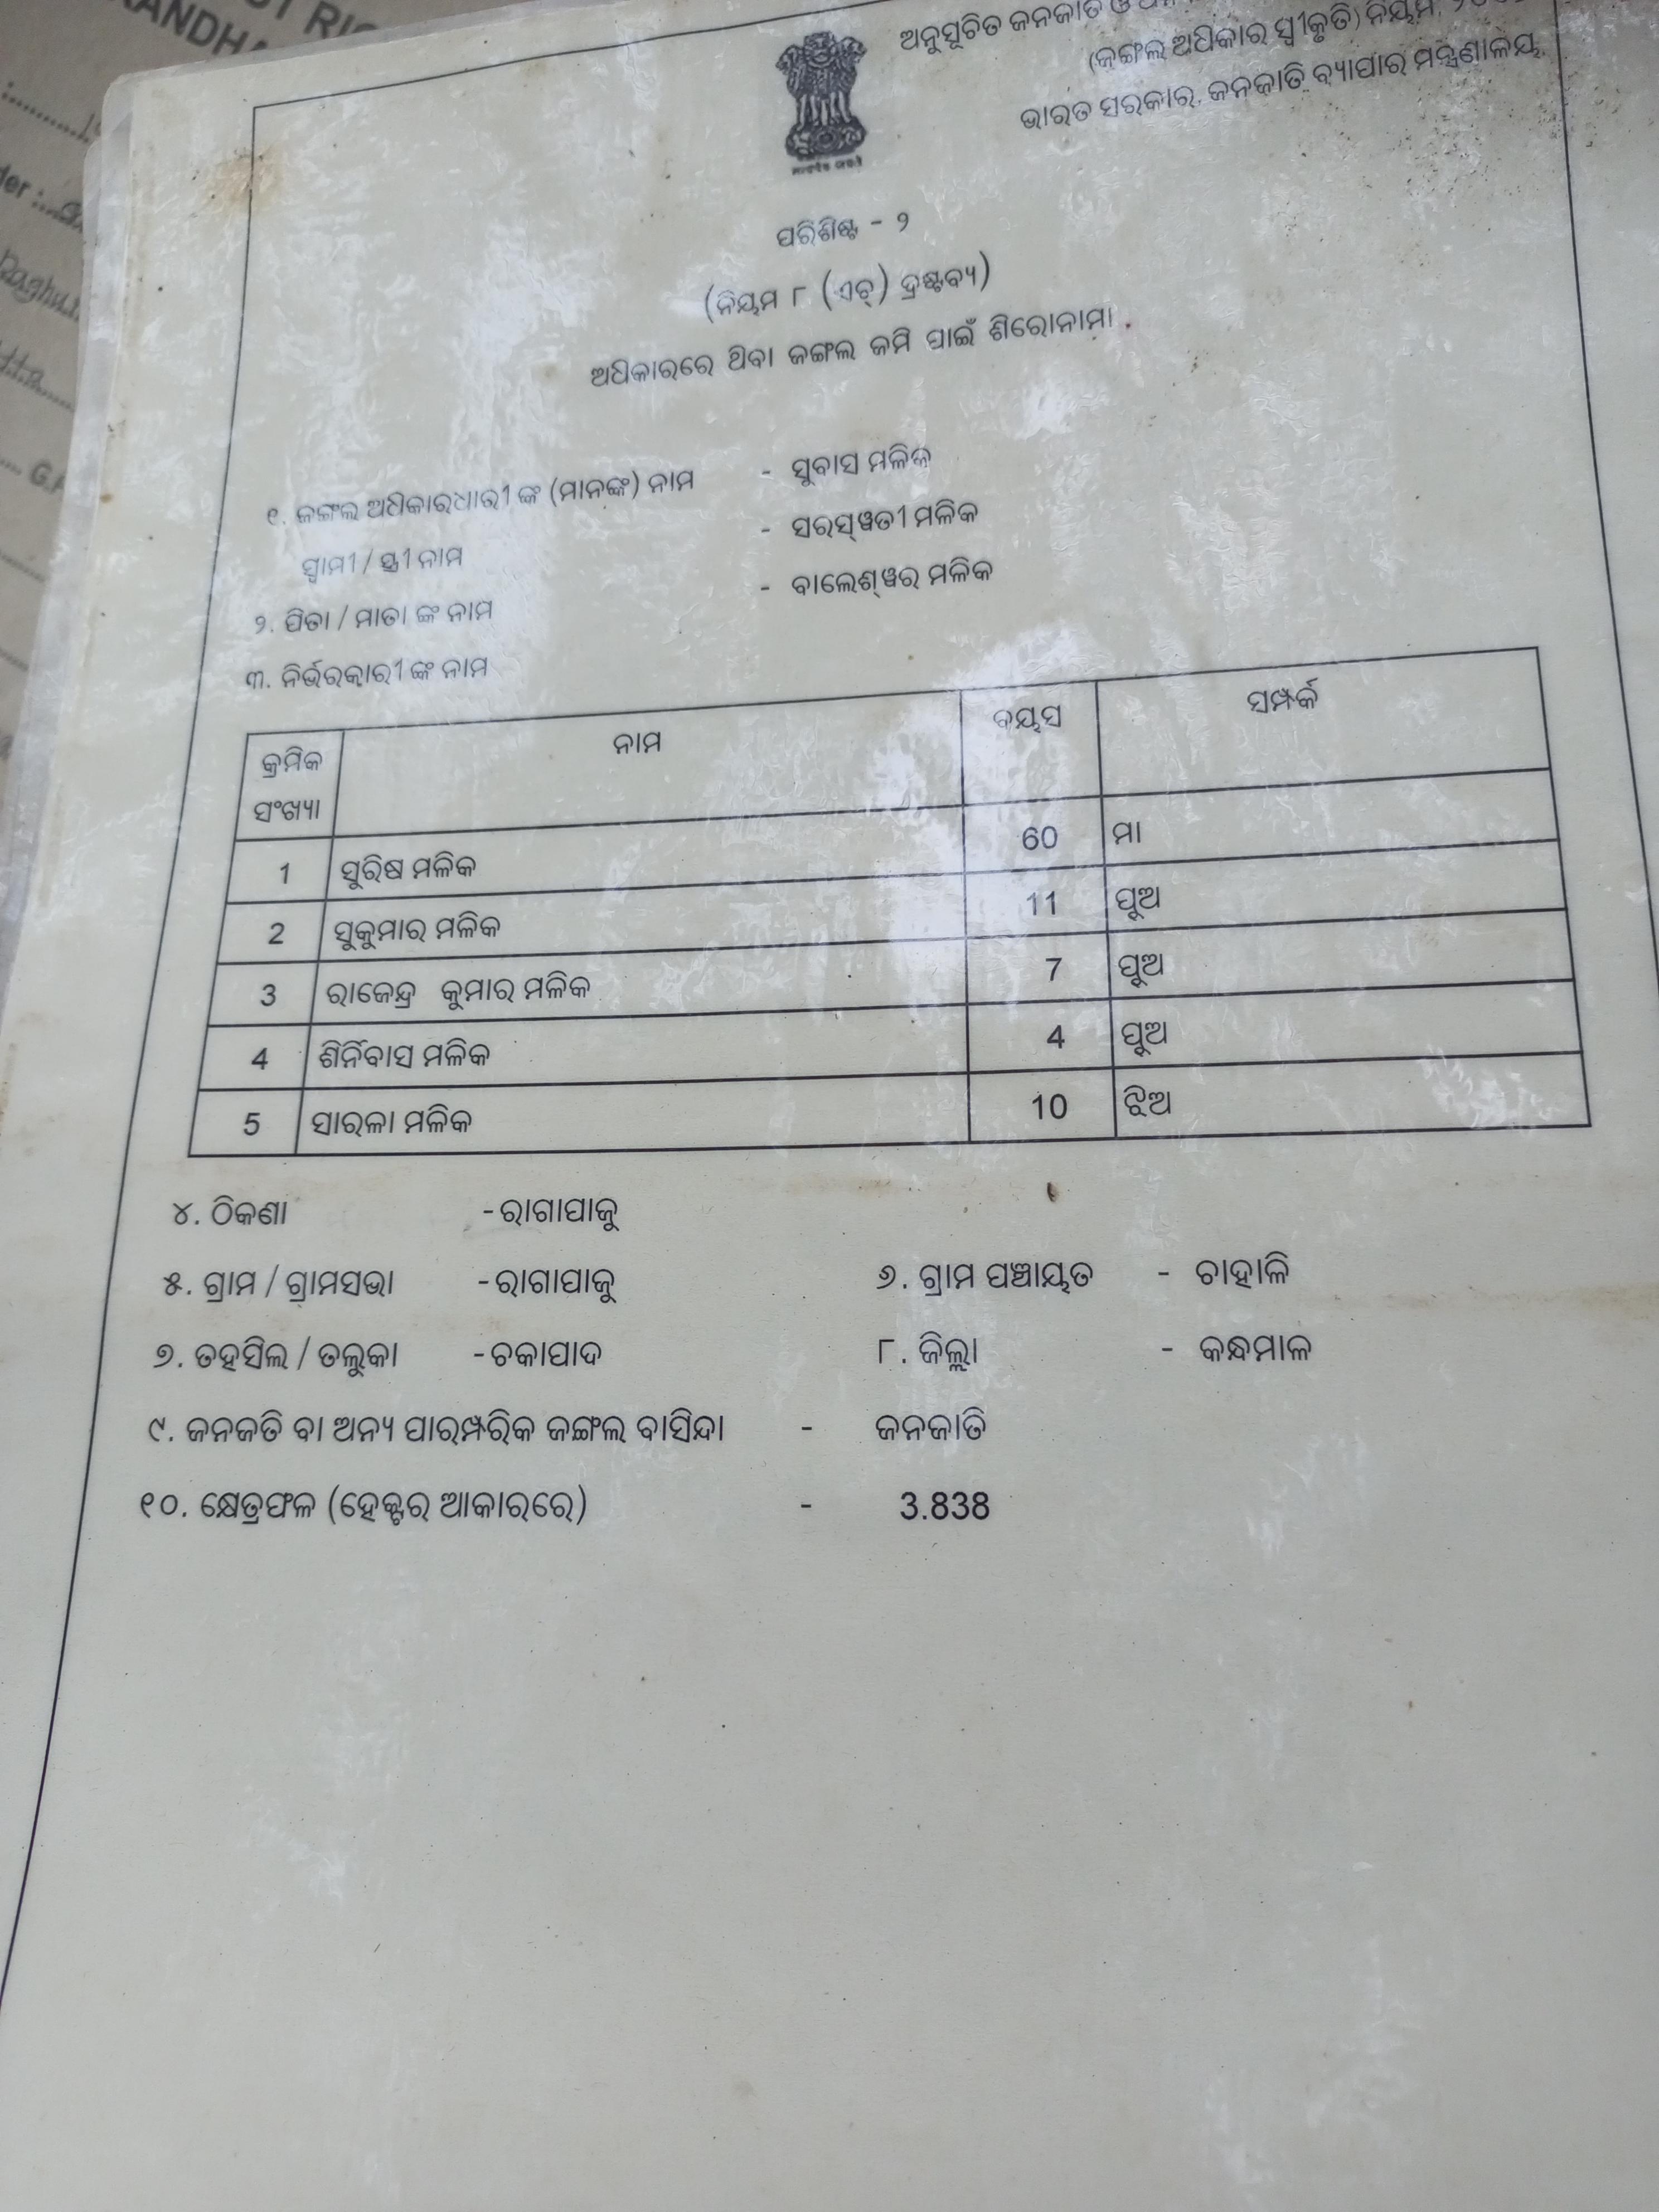 ଅନୁସୂଚିତ ଜନଜାତି ଓ
(ଜଙ୍ଗଲ ଅଧିକାର ସ୍ୱୀକୃତି) ନିୟମ,
ଭାରତ ସରକାର, ଜନଜାତି ବ୍ୟାପାର ମନ୍ତ୍ରଣାଳୟ
ପରିଶିଷ୍ଟ - ୨
(ନିୟମ ୮ (ଏଚ୍) ଦ୍ରଷ୍ଟବ୍ୟ)
ଅଧିକାରରେ ଥିବା ଜଙ୍ଗଲ ଜମି ପାଇଁ ଶିରୋନାମା .
୧. ଜଙ୍ଗଲ ଅଧିକାରଧାରୀ ଙ୍କ (ମାନଙ୍କ) ନାମ - ସୁବାସ ମଳିକ
ସ୍ୱାମୀ / ସ୍ତ୍ରୀ ନାମ - ସରସ୍ୱତୀ ମଳିକ
୨. ପିତା / ମାତା ଙ୍କ ନାମ - ବାଲେଶ୍ୱର ମଳିକ
୩. ନିର୍ଭରକାରୀ ଙ୍କ ନାମ
କ୍ରମିକ ସଂଖ୍ୟା ନାମ ବୟସ ସମ୍ପର୍କ
1 ସୁରିଷ ମଳିକ 60 ମା
2 ସୁକୁମାର ମଳିକ 11 ପୁଅ
3 ରାଜେନ୍ଦ୍ର କୁମାର ମଳିକ 7 ପୁଅ
4 ଶିର୍ନିବାସ ମଳିକ 4 ପୁଅ
5 ସାରଳା ମଳିକ 10 ଝିଅ
୪. ଠିକଣା - ରାଗାପାଜୁ
୫. ଗ୍ରାମ / ଗ୍ରାମସଭା - ରାଗାପାଜୁ ୬. ଗ୍ରାମ ପଞ୍ଚାୟତ - ଚାହାଳି
୭. ତହସିଲ / ତଲୁକା - ଚକାପାଦ ୮. ଜିଲ୍ଲା - କନ୍ଧମାଳ
୯. ଜନଜତି ବା ଅନ୍ୟ ପାରମ୍ପରିକ ଜଙ୍ଗଲ ବାସିନ୍ଦା - ଜନଜାତି
୧୦. କ୍ଷେତ୍ରଫଳ (ହେକ୍ଟର ଆକାରରେ) - 3.838